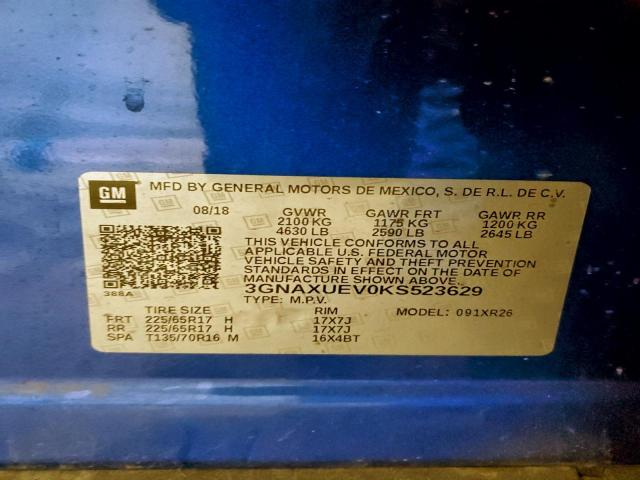 GM MFD BY GENERAL MOTORS DE MEXICO, S. DE R.L. DE C.V.
08/18 GVWR GAWR FRT GAWR RR
2100 KG 1175 KG 1200 KG
4630 LB 2590 LB 2645 LB
THIS VEHICLE CONFORMS TO ALL
APPLICABLE U.S. FEDERAL MOTOR
VEHICLE SAFETY AND THEFT PREVENTION
STANDARDS IN EFFECT ON THE DATE OF
MANUFACTURE SHOWN ABOVE.
388A 3GNAXUEV0KS523629
TYPE: M.P.V.
TIRE SIZE RIM MODEL: 091XR26
FRT 225/65R17 H 17X7J
RR 225/65R17 H 17X7J
SPA T135/70R16 M 16X4BT